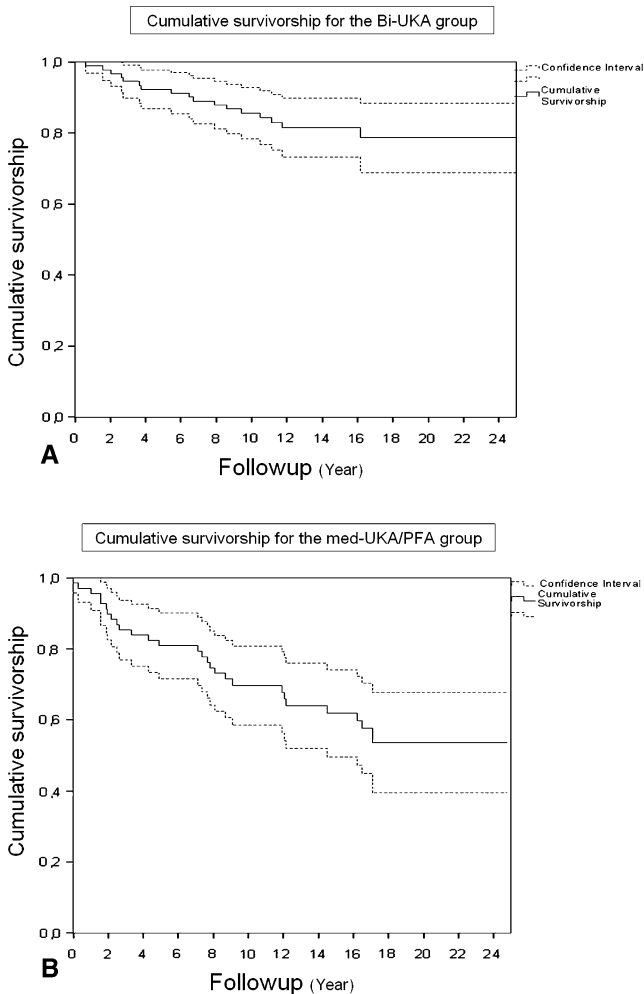 Cumulative survivorship for the Bi-UKA group
Cumulative survivorship
1,0
0,8
0,6
0,4
0,2
0,0
0 2 4 6 8 10 12 14 16 18 20 22 24
Followup (Year)
Confidence Interval
Cumulative
Survivorship
A
Cumulative survivorship for the med-UKA/PFA group
Cumulative survivorship
1,0
0,8
0,6
0,4
0,2
0,0
0 2 4 6 8 10 12 14 16 18 20 22 24
Followup (Year)
Confidence Interval
Cumulative
Survivorship
B